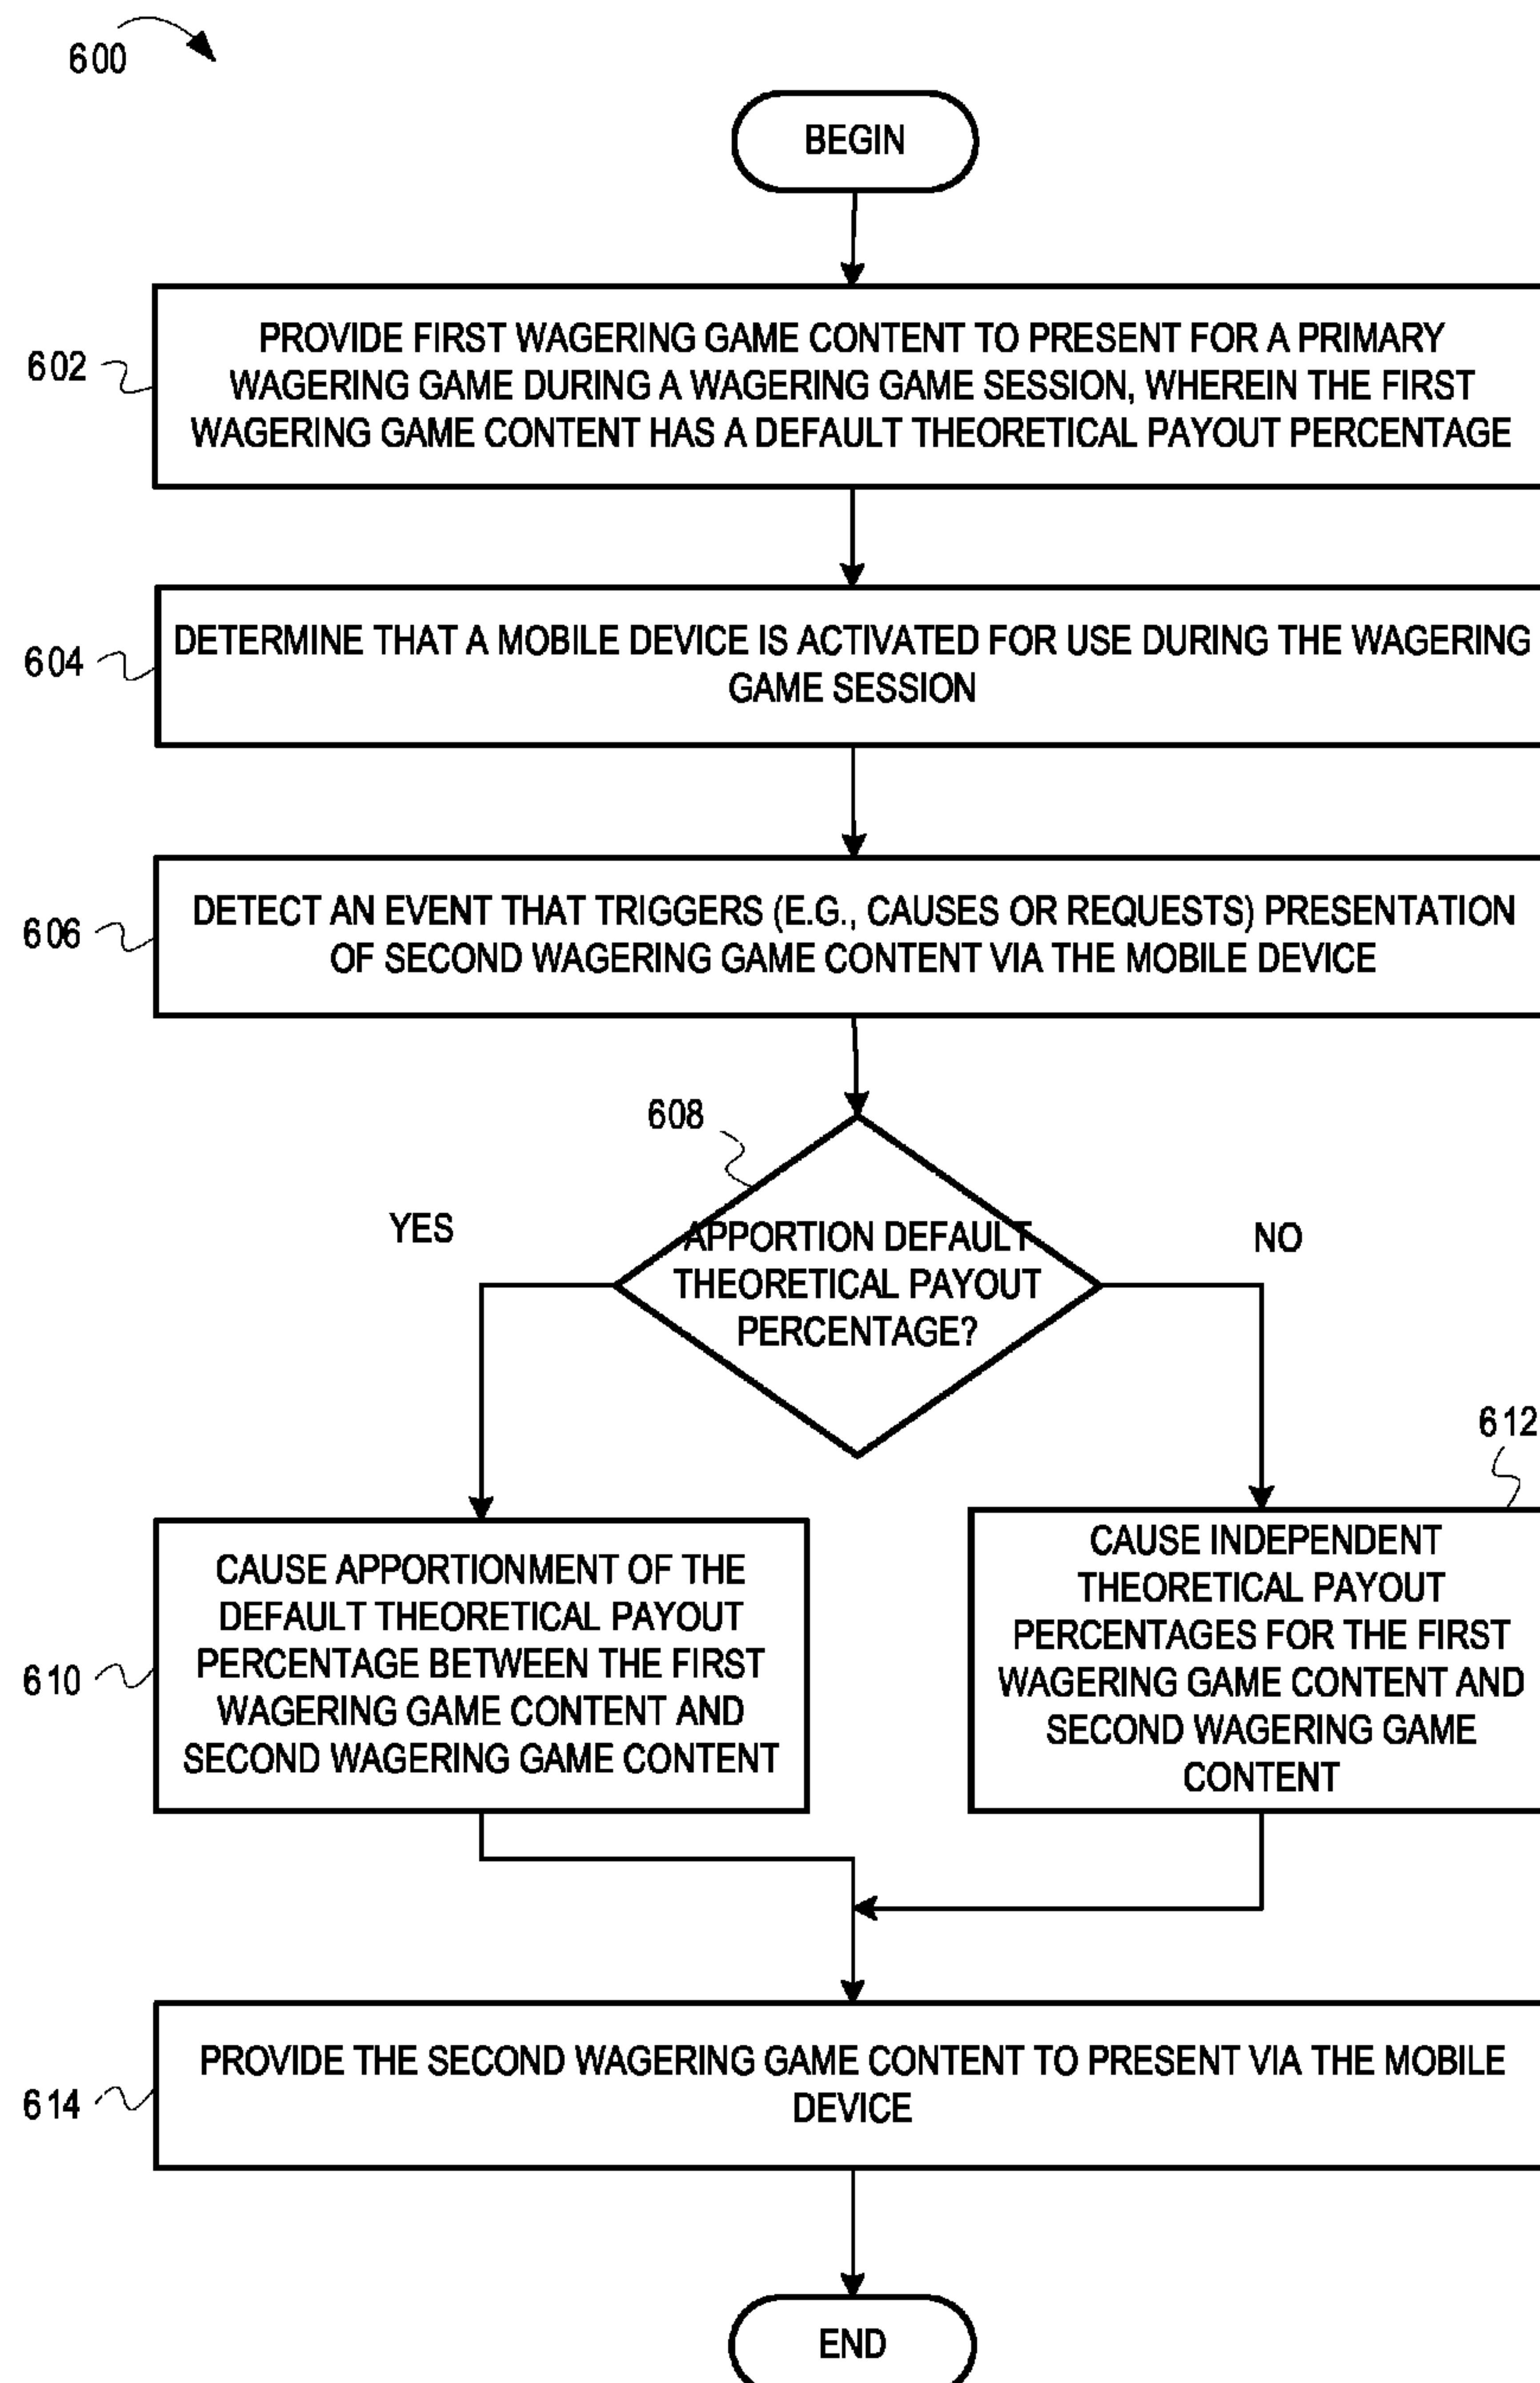 600
BEGIN
602
PROVIDE FIRST WAGERING GAME CONTENT TO PRESENT FOR A PRIMARY
WAGERING GAME DURING A WAGERING GAME SESSION, WHEREIN THE FIRST
WAGERING GAME CONTENT HAS A DEFAULT THEORETICAL PAYOUT PERCENTAGE
604
DETERMINE THAT A MOBILE DEVICE IS ACTIVATED FOR USE DURING THE WAGERING
GAME SESSION
606
DETECT AN EVENT THAT TRIGGERS (E.G., CAUSES OR REQUESTS) PRESENTATION
OF SECOND WAGERING GAME CONTENT VIA THE MOBILE DEVICE
608
YES
APPORTION DEFAULT
THEORETICAL PAYOUT
PERCENTAGE?
NO
610
CAUSE APPORTIONMENT OF THE
DEFAULT THEORETICAL PAYOUT
PERCENTAGE BETWEEN THE FIRST
WAGERING GAME CONTENT AND
SECOND WAGERING GAME CONTENT
612
CAUSE INDEPENDENT
THEORETICAL PAYOUT
PERCENTAGES FOR THE FIRST
WAGERING GAME CONTENT AND
SECOND WAGERING GAME
CONTENT
614
PROVIDE THE SECOND WAGERING GAME CONTENT TO PRESENT VIA THE MOBILE
DEVICE
END